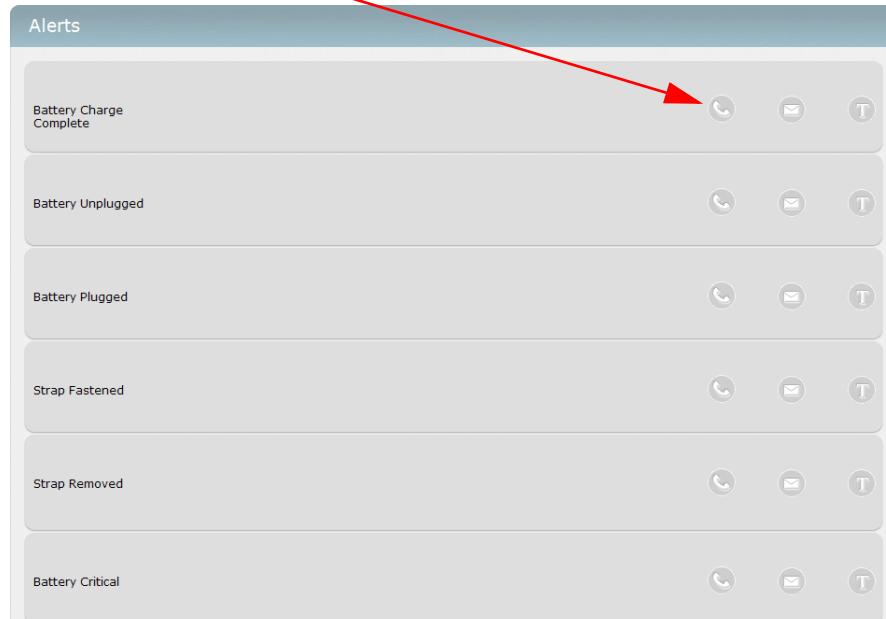 Alerts
Battery Charge
Complete
T
Battery Unplugged
T
Battery Plugged
T
Strap Fastened
T
Strap Removed
T
Battery Critical
T